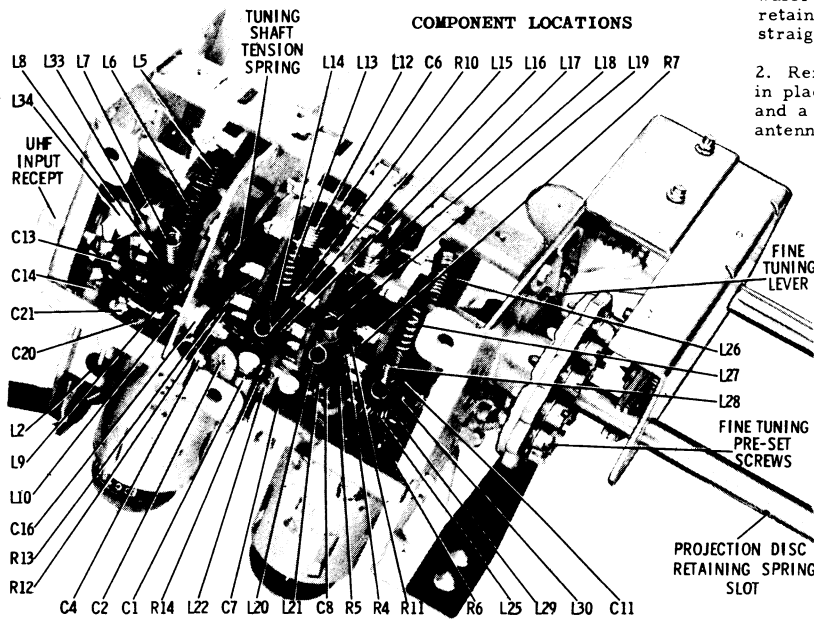 COMPONENT LOCATIONS
TUNING
SHAFT
TENSION
SPRING
L8 L33 L7 L6 L5
L14 L13 L12 C6 R10 L15 L16 L17 L18 L19 R7
L34
UHF
INPUT
RECEPT
C13
C14
C21
C20
L2
L9
L10
C16
R13
R12
C4 C2 C1 R14 L22 C7 L20 L21 C8 R5 R4 R11 R6 L25 L29 L30 C11
FINE
TUNING
LEVER
L26
L27
L28
FINE TUNING
PRE-SET
SCREWS
PROJECTION DISC
RETAINING SPRING
SLOT
retain
straig
2. Re
in plac
and a
antenn